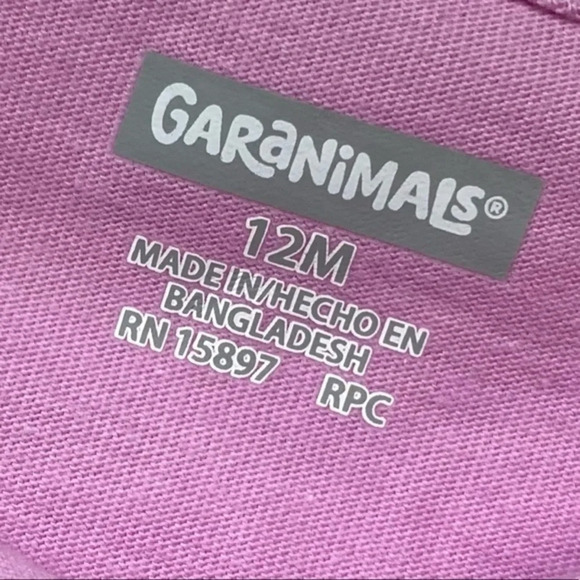 GARANiMALS®
12M
MADE IN/HECHO EN
BANGLADESH
RN 15897 RPC